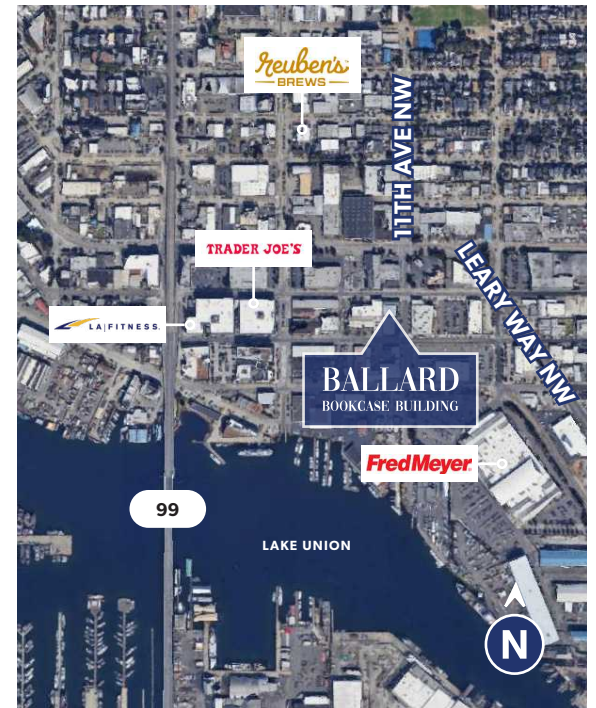 Reuben's
BREWS
11TH AVE NW
TRADER JOE'S
LEARY WAY NW
LA|FITNESS.
BALLARD
BOOKCASE BUILDING
FredMeyer
99
LAKE UNION
N